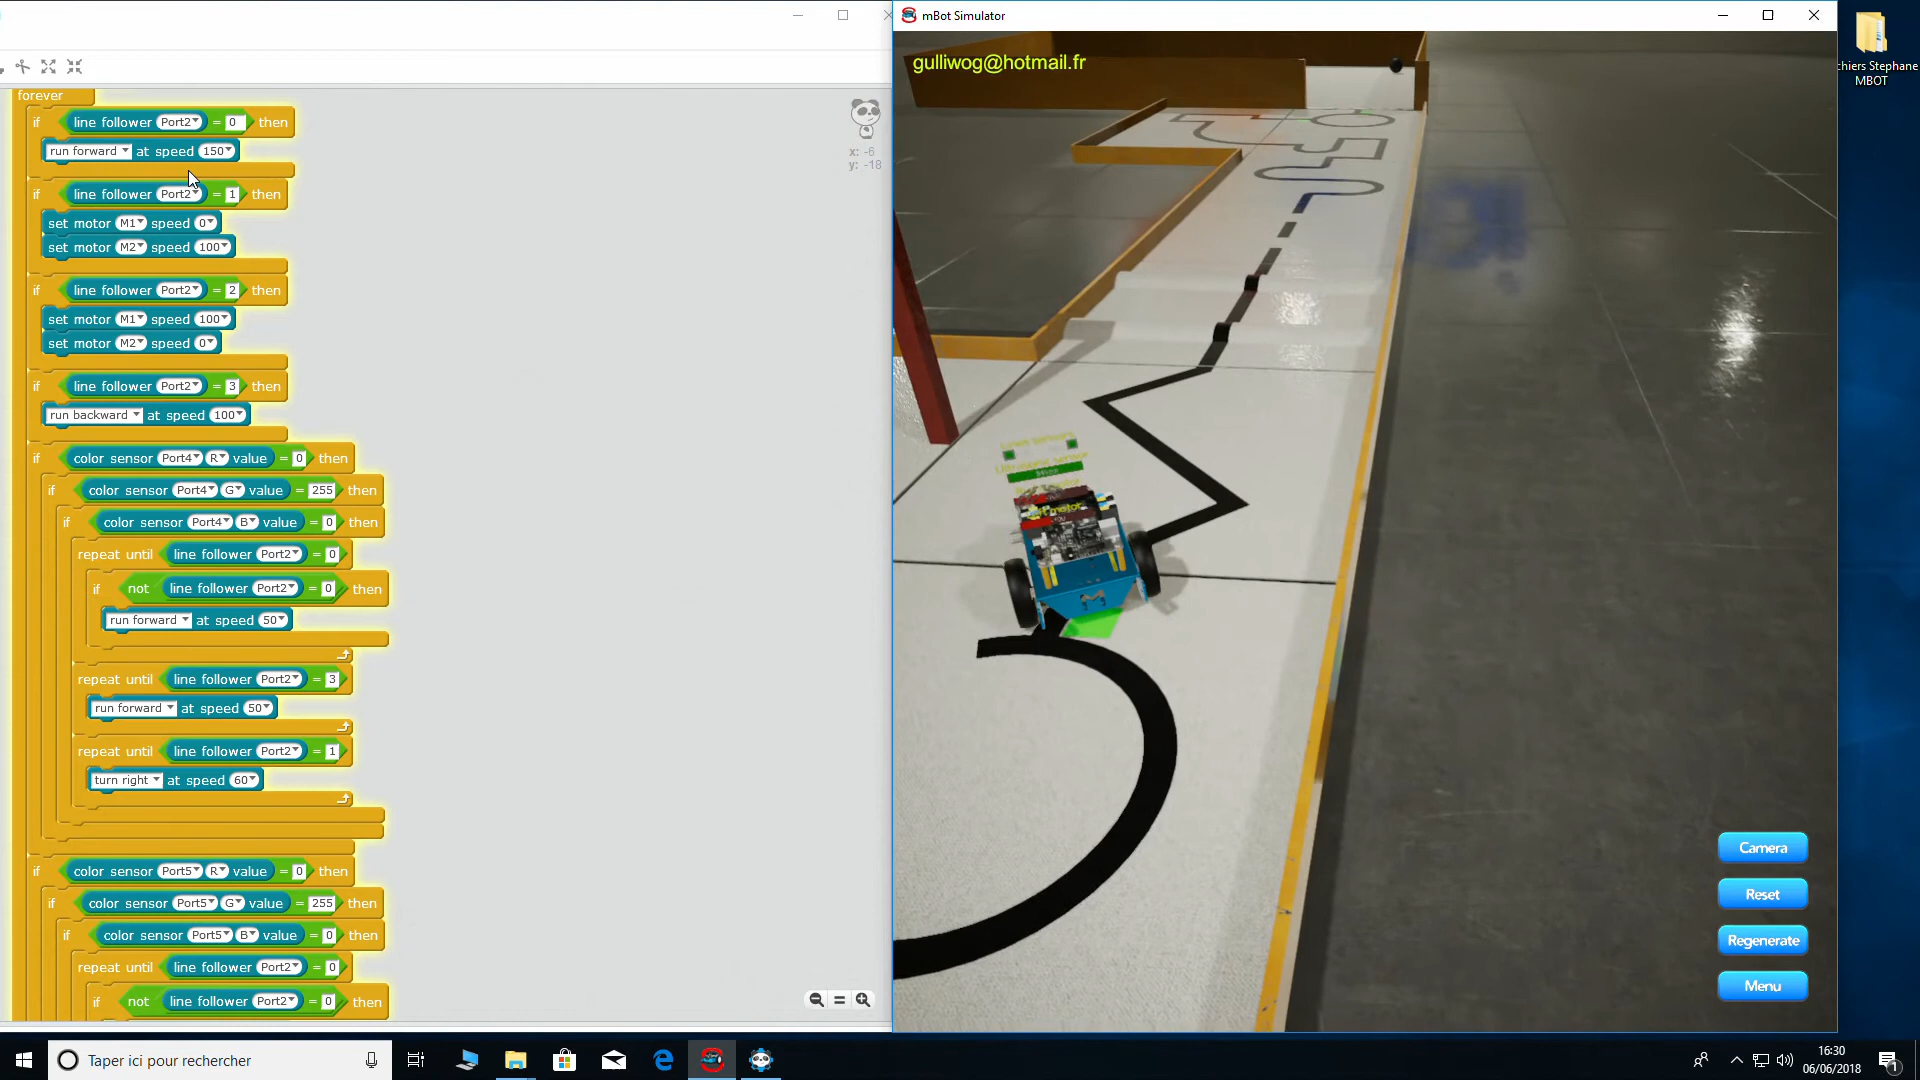 mBot Simulator
gulliwog@hotmail.fr
chiers Stephane
MBOT
forever
if line follower Port2 = 0 then
run forward at speed 150
x: -6
y: -18
if line follower Port2 = 1 then
set motor M1 speed 0
set motor M2 speed 100
if line follower Port2 = 2 then
set motor M1 speed 100
set motor M2 speed 0
if line follower Port2 = 3 then
run backward at speed 100
if color sensor Port4 R value = 0 then
if color sensor Port4 G value = 255 then
if color sensor Port4 B value = 0 then
repeat until line follower Port2 = 0
if not line follower Port2 = 0 then
run forward at speed 50
repeat until line follower Port2 = 3
run forward at speed 50
repeat until line follower Port2 = 1
turn right at speed 60
if color sensor Port5 R value = 0 then
if color sensor Port5 G value = 255 then
if color sensor Port5 B value = 0 then
repeat until line follower Port2 = 0
if not line follower Port2 = 0 then
Camera
Reset
Regenerate
Menu
Taper ici pour rechercher
16:30
06/06/2018
1